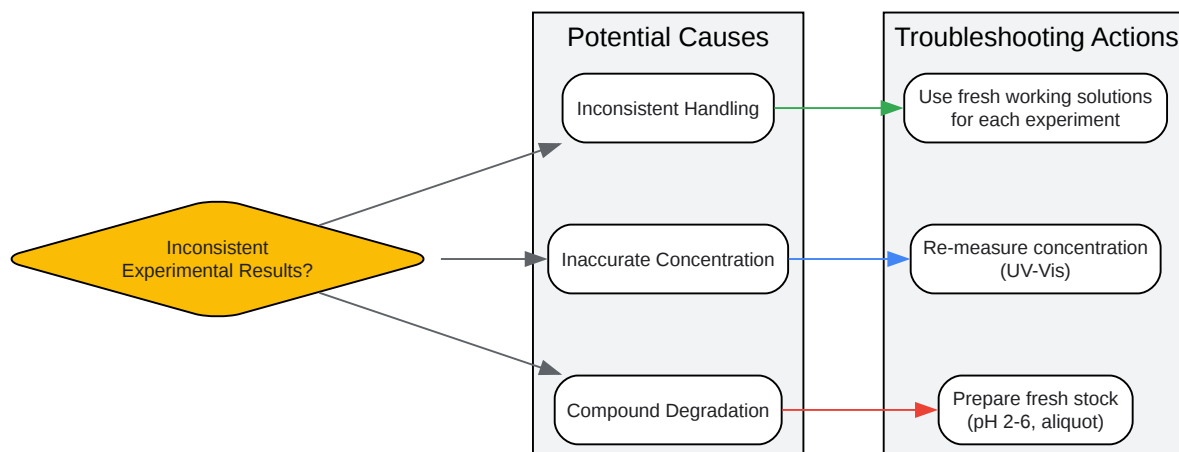 Potential Causes
Troubleshooting Actions
Inconsistent Handling
Use fresh working solutions
for each experiment
Inconsistent
Experimental Results?
Inaccurate Concentration
Re-measure concentration
(UV-Vis)
Compound Degradation
Prepare fresh stock
(pH 2-6, aliquot)